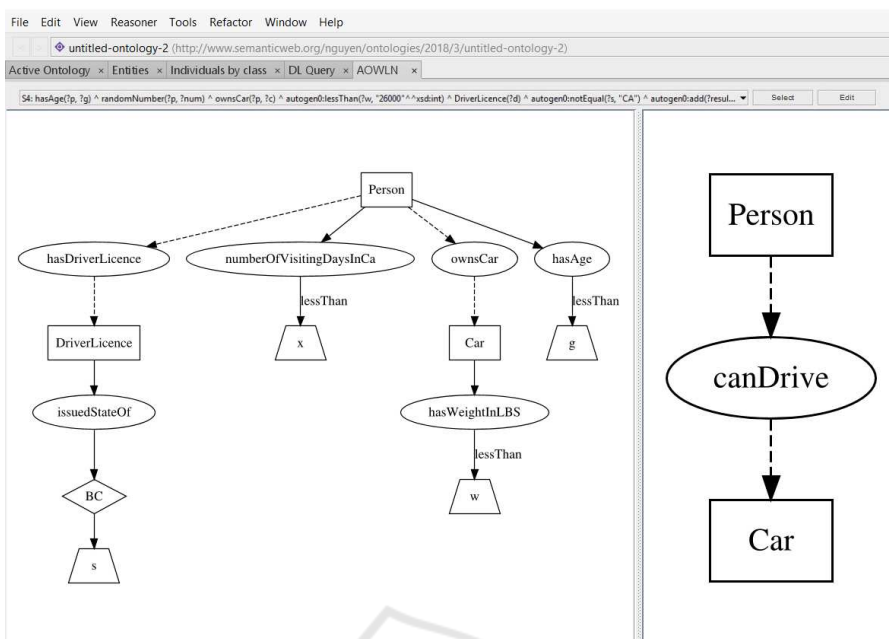 File Edit View Reasoner Tools Refactor Window Help
untitled-ontology-2 (http://www.semanticweb.org/nguyen/ontologies/2018/3/untitled-ontology-2)
Active Ontology × Entities × Individuals by class × DL Query × AOWLN ×
S4: hasAge(?p, ?g) ^ randomNumber(?p, ?num) ^ ownsCar(?p, ?c) ^ autogen0:lessThan(?w, "26000"^^xsd:int) ^ DriverLicence(?d) ^ autogen0:notEqual(?s, "CA") ^ autogen0:add(?resul... Select Edit
Person
hasDriverLicence numberOfVisitingDaysInCa ownsCar hasAge
lessThan lessThan
DriverLicence x Car g
issuedStateOf hasWeightInLBS
lessThan
BC w
s
Person
canDrive
Car